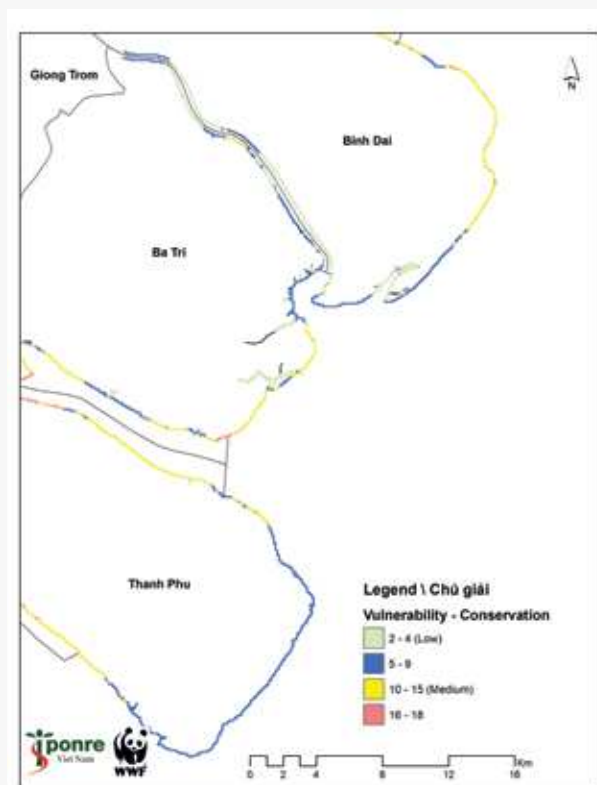 Giong Trom
Binh Dai
N
Ba Tri
Thanh Phu
Legend \ Chú giải
Vulnerability - Conservation
2 - 4 (Low)
5 - 9
10 - 15 (Medium)
16 - 18
iponre
Viet Nam
WWF
Km
0 2 4 8 12 16